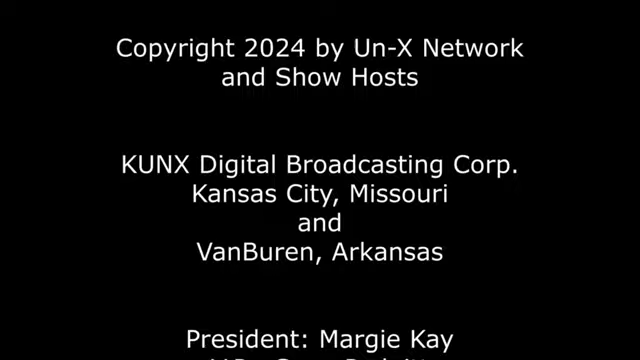 Copyright 2024 by Un-X Network
and Show Hosts
KUNX Digital Broadcasting Corp.
Kansas City, Missouri
and
VanBuren, Arkansas
President: Margie Kay